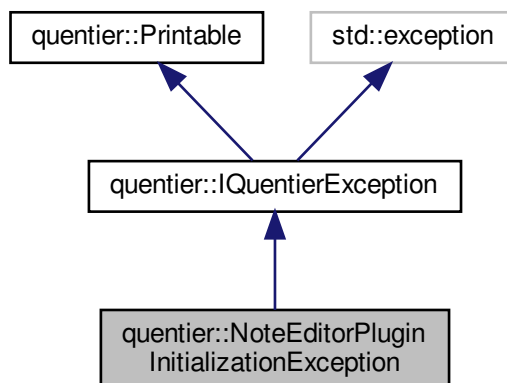 quentier::Printable
std::exception
quentier::IQuentierException
quentier::NoteEditorPlugin
InitializationException